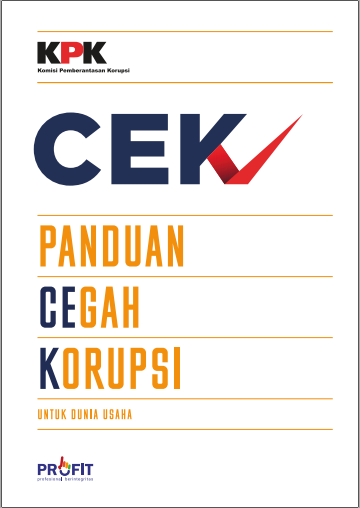 KPK
Komisi Pemberantasan Korupsi
CEK
PANDUAN
CEGAH
KORUPSI
UNTUK DUNIA USAHA
PROFIT
profesional berintegritas